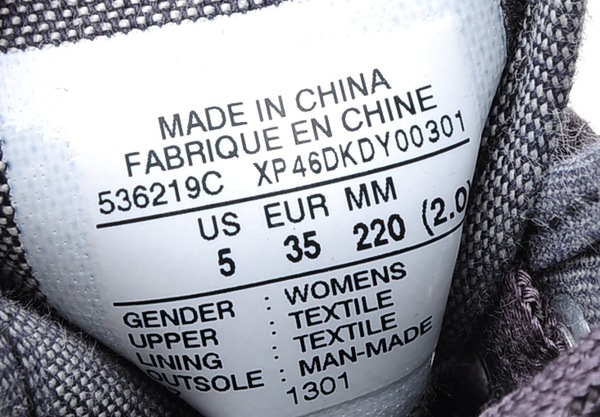 MADE IN CHINA
FABRIQUE EN CHINE
536219C XP46DKDY00301
US EUR MM
5 35 220 (2.0)
GENDER : WOMENS
UPPER : TEXTILE
LINING : TEXTILE
OUTSOLE : MAN-MADE
1301